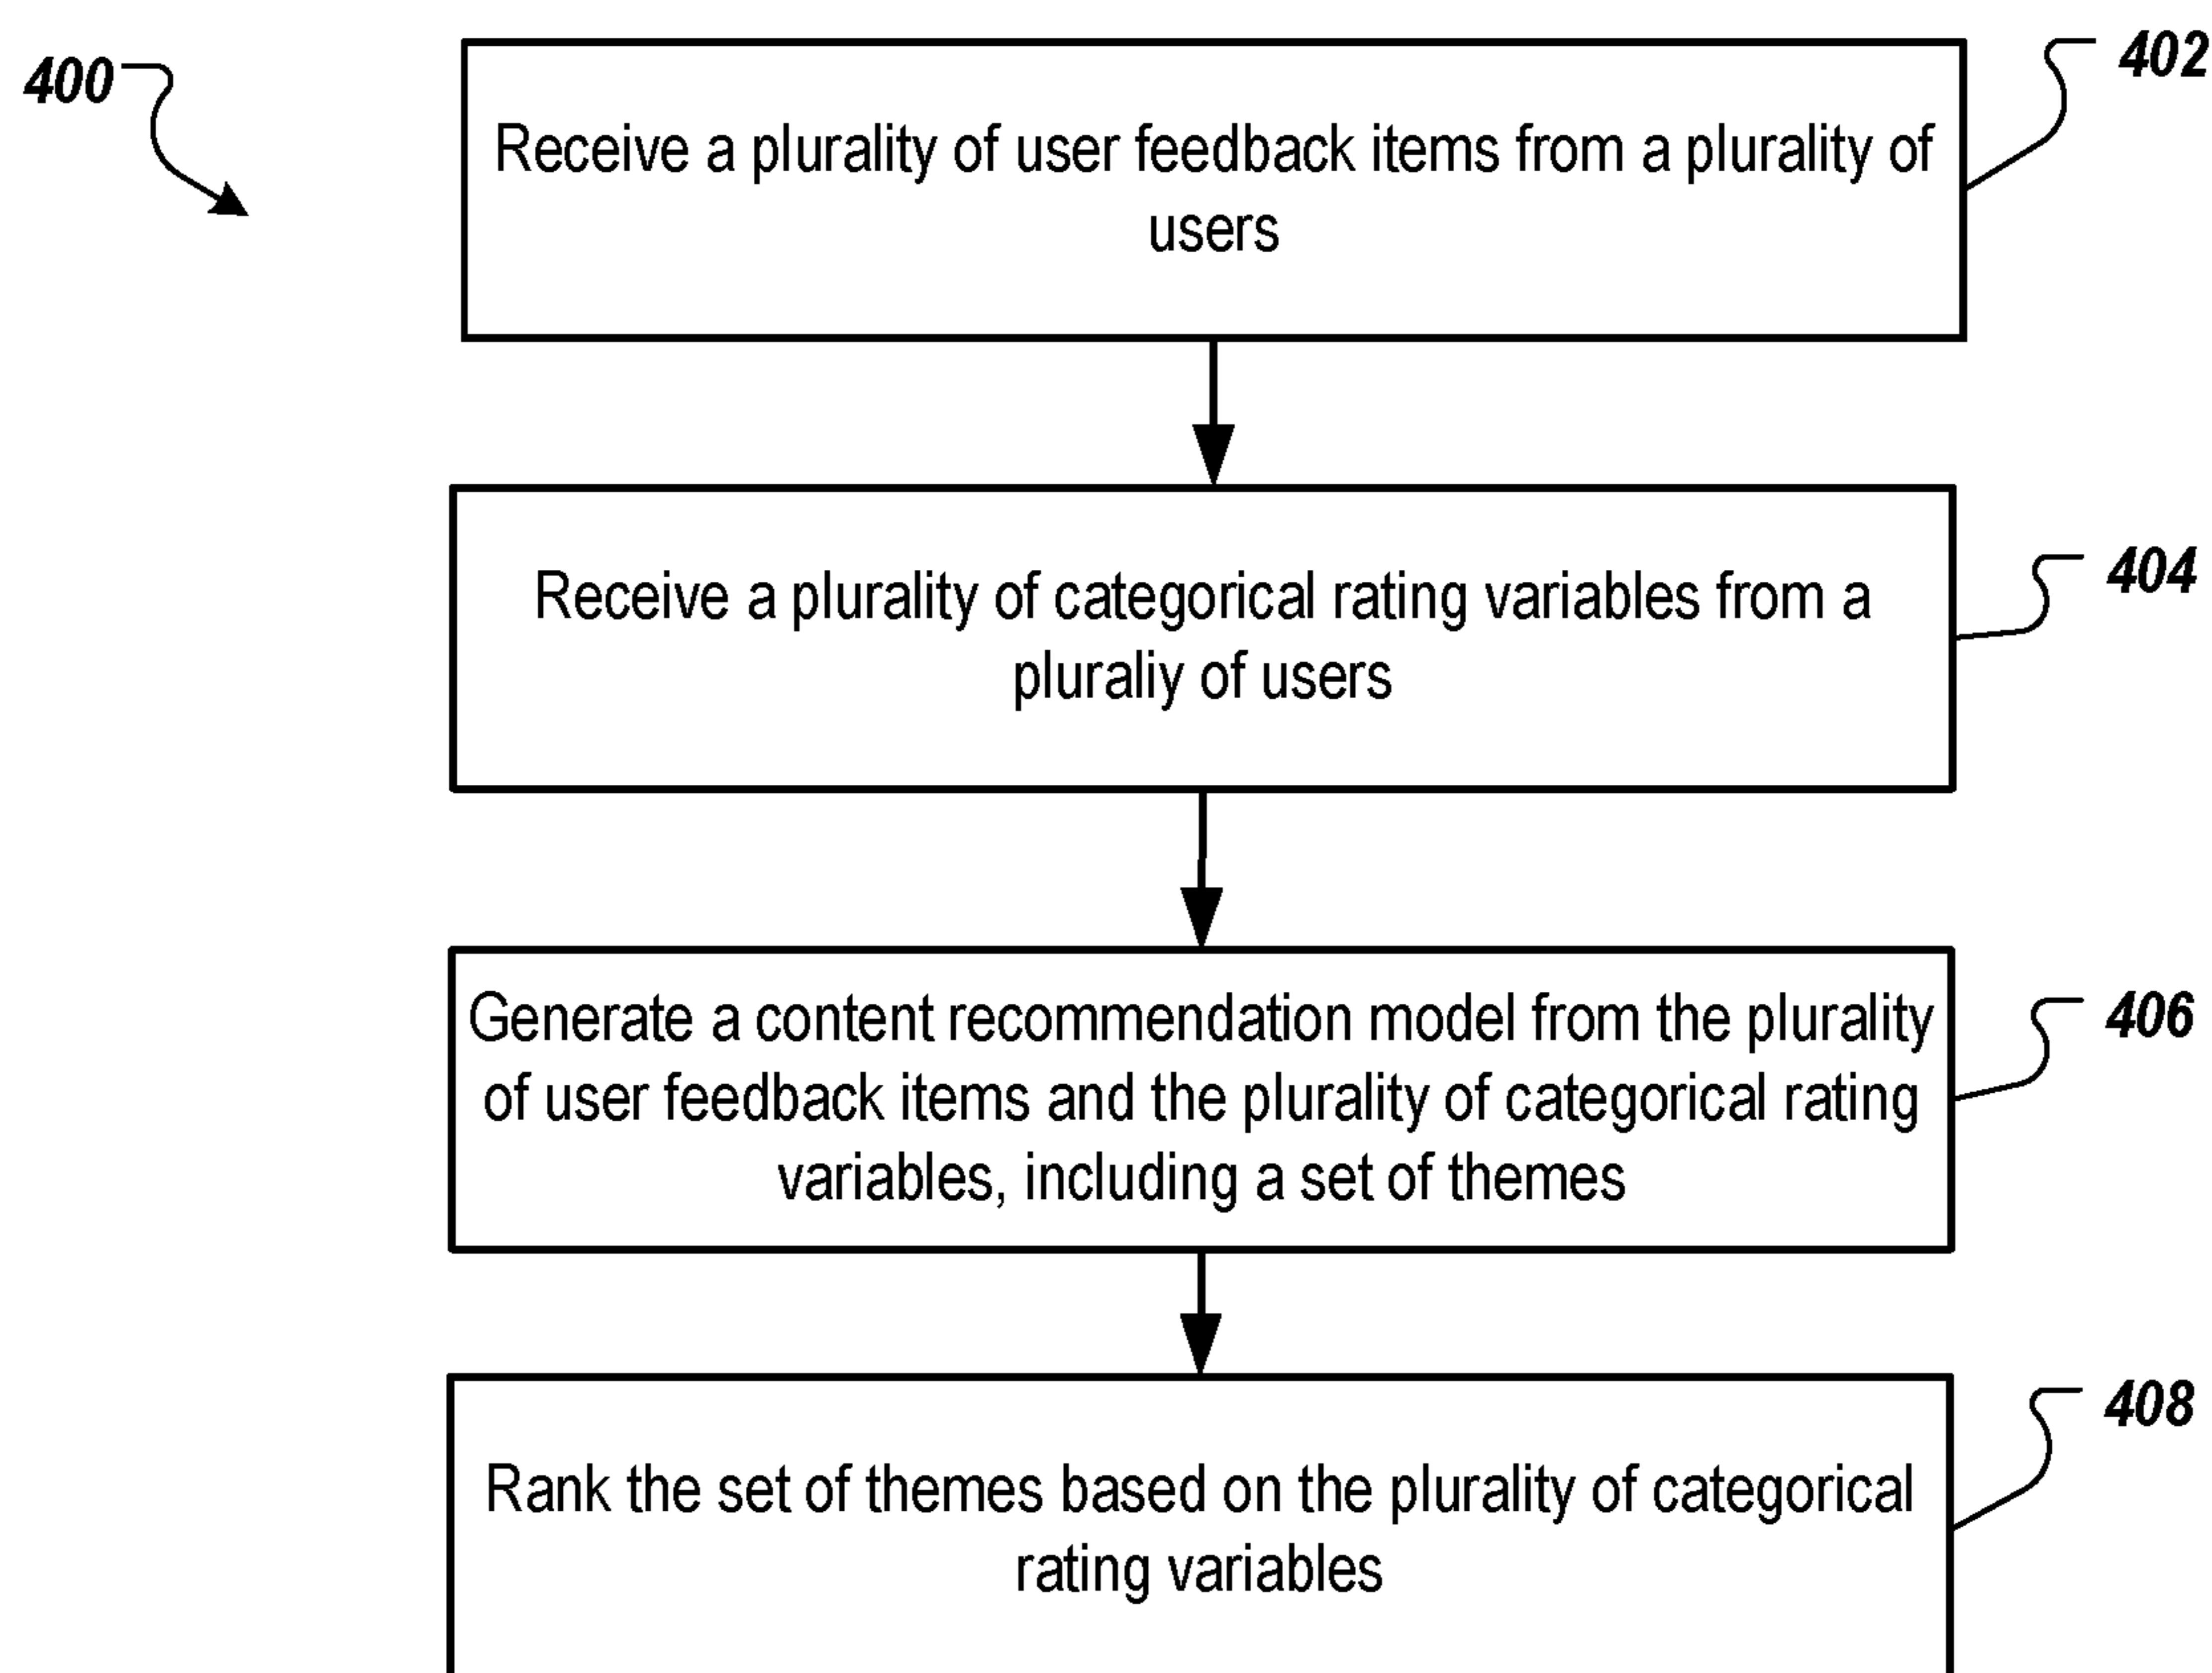 400
402
Receive a plurality of user feedback items from a plurality of
users
404
Receive a plurality of categorical rating variables from a
pluraliy of users
406
Generate a content recommendation model from the plurality
of user feedback items and the plurality of categorical rating
variables, including a set of themes
408
Rank the set of themes based on the plurality of categorical
rating variables